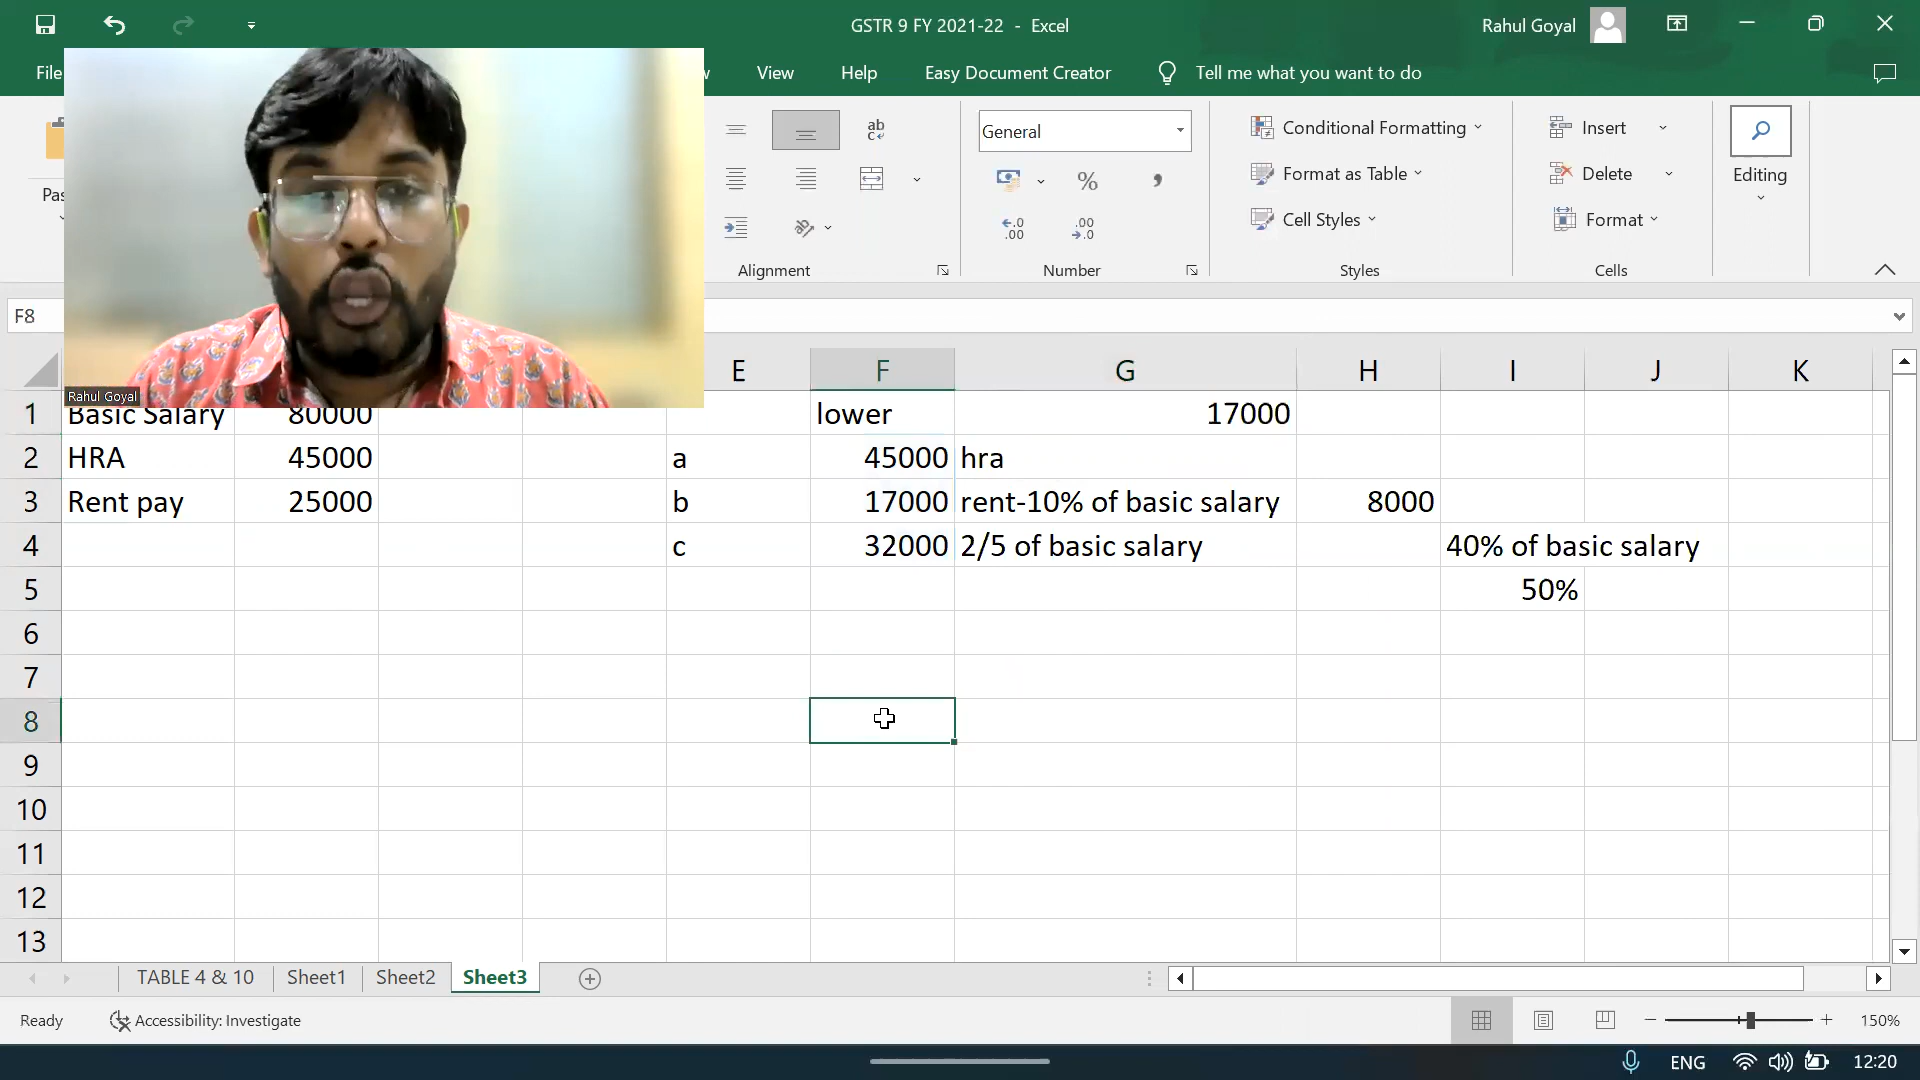 GSTR 9 FY 2021-22 - Excel
Rahul Goyal
File
View
Help
Easy Document Creator
Tell me what you want to do
General
Conditional Formatting
Format as Table
Cell Styles
Insert
Delete
Format
Editing
Alignment
Number
Styles
Cells
F8
Rahul Goyal
E F G H I J K
1 Basic Salary 80000 lower 17000
2 HRA 45000 a 45000 hra
3 Rent pay 25000 b 17000 rent-10% of basic salary 8000
4 c 32000 2/5 of basic salary 40% of basic salary
5 50%
6
7
8
9
10
11
12
13
TABLE 4 & 10 Sheet1 Sheet2 Sheet3
Ready Accessibility: Investigate 150%
ENG 12:20